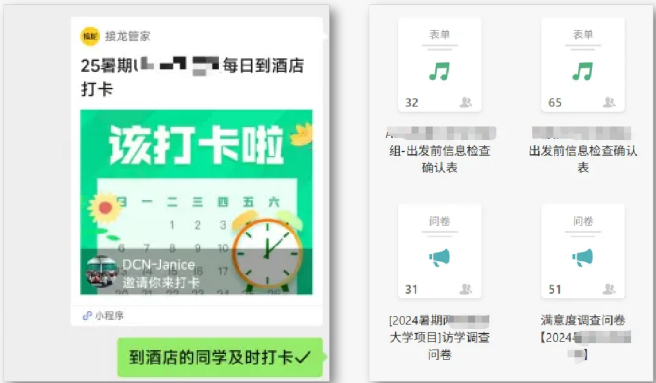 接龙管家
25暑期
每日到酒店
打卡
该打卡啦
日 一 二 三 四 五 六
1 2 3
6 7 8 9
DCN-Janice
邀请你来打卡
小程序
到酒店的同学及时打卡✓
表单
32
组-出发前信息检查
确认表
表单
65
出发前信息检查确认
表
问卷
31
[2024暑期
大学项目]访学调查
问卷
问卷
51
满意度调查问卷
【2024
】